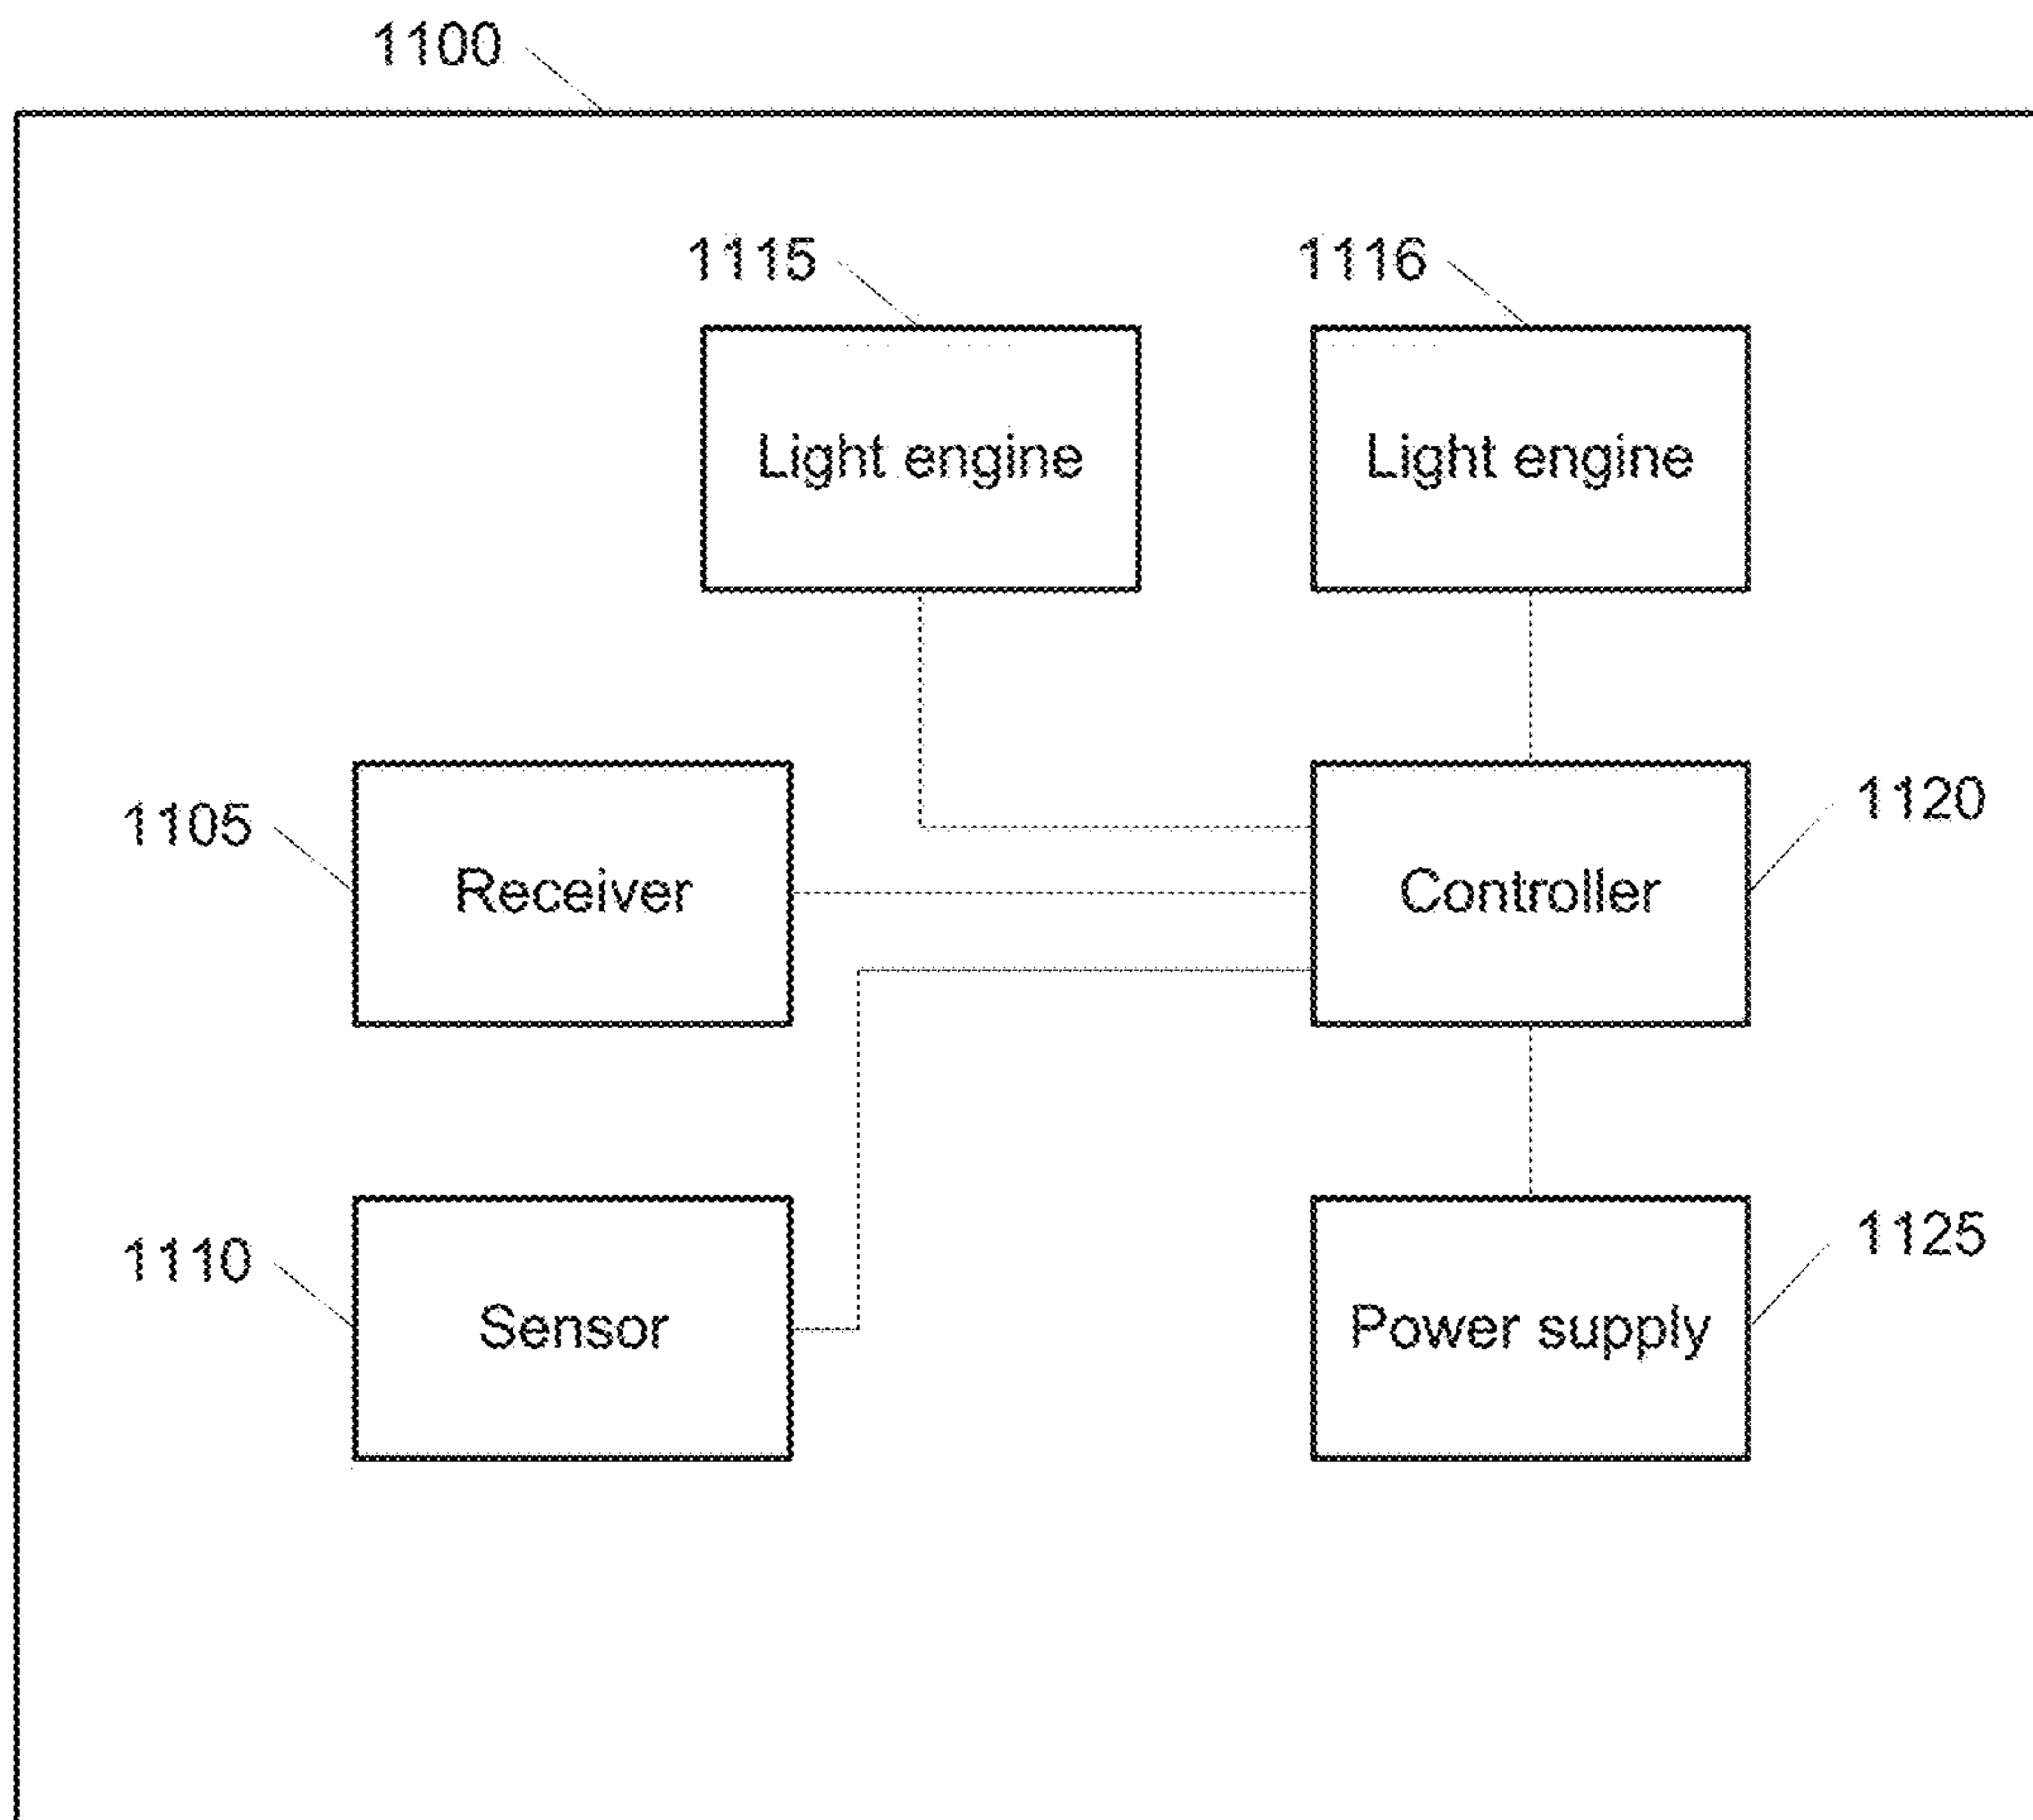 1100
1115
1116
Light engine
Light engine
1105
1120
Receiver
Controller
1110
1125
Sensor
Power supply